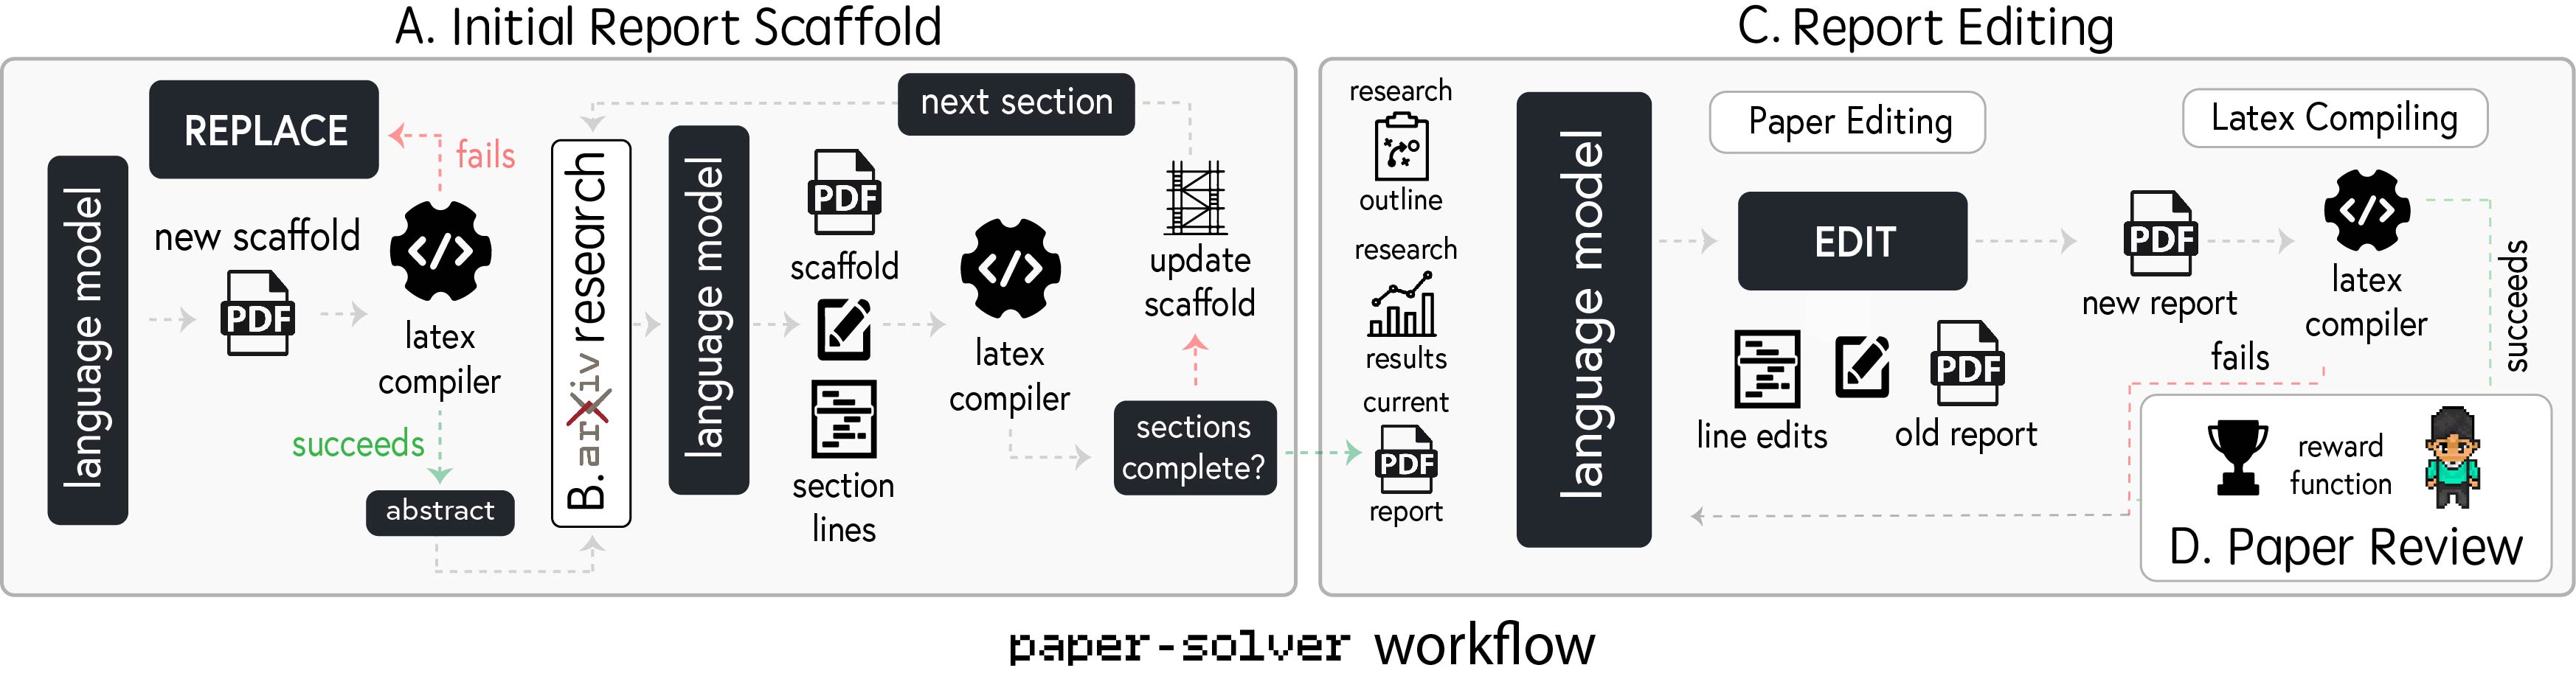 A. Initial Report Scaffold
language model
REPLACE
fails
new scaffold
PDF
</>
latex
compiler
succeeds
abstract
B. arXiv research
next section
language model
PDF
scaffold
section
lines
</>
latex
compiler
update
scaffold
sections
complete?
C. Report Editing
research
outline
research
results
current
PDF
report
language model
Paper Editing
EDIT
line edits
PDF
old report
PDF
new report
Latex Compiling
</>
latex
compiler
fails
succeeds
reward
function
D. Paper Review
paper-solver workflow